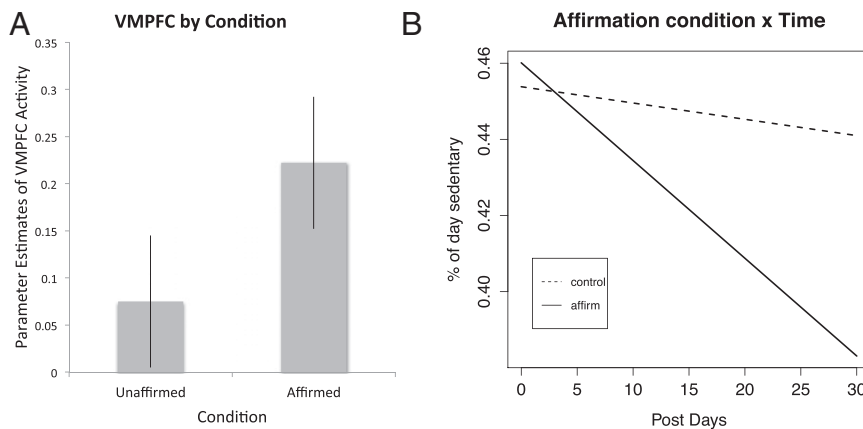 A
VMPFC by Condition
Parameter Estimates of VMPFC Activity
0.35
0.3
0.25
0.2
0.15
0.1
0.05
0
Unaffirmed
Affirmed
Condition
B
Affirmation condition x Time
% of day sedentary
0.46
0.44
0.42
0.40
control
affirm
0
5
10
15
20
25
30
Post Days